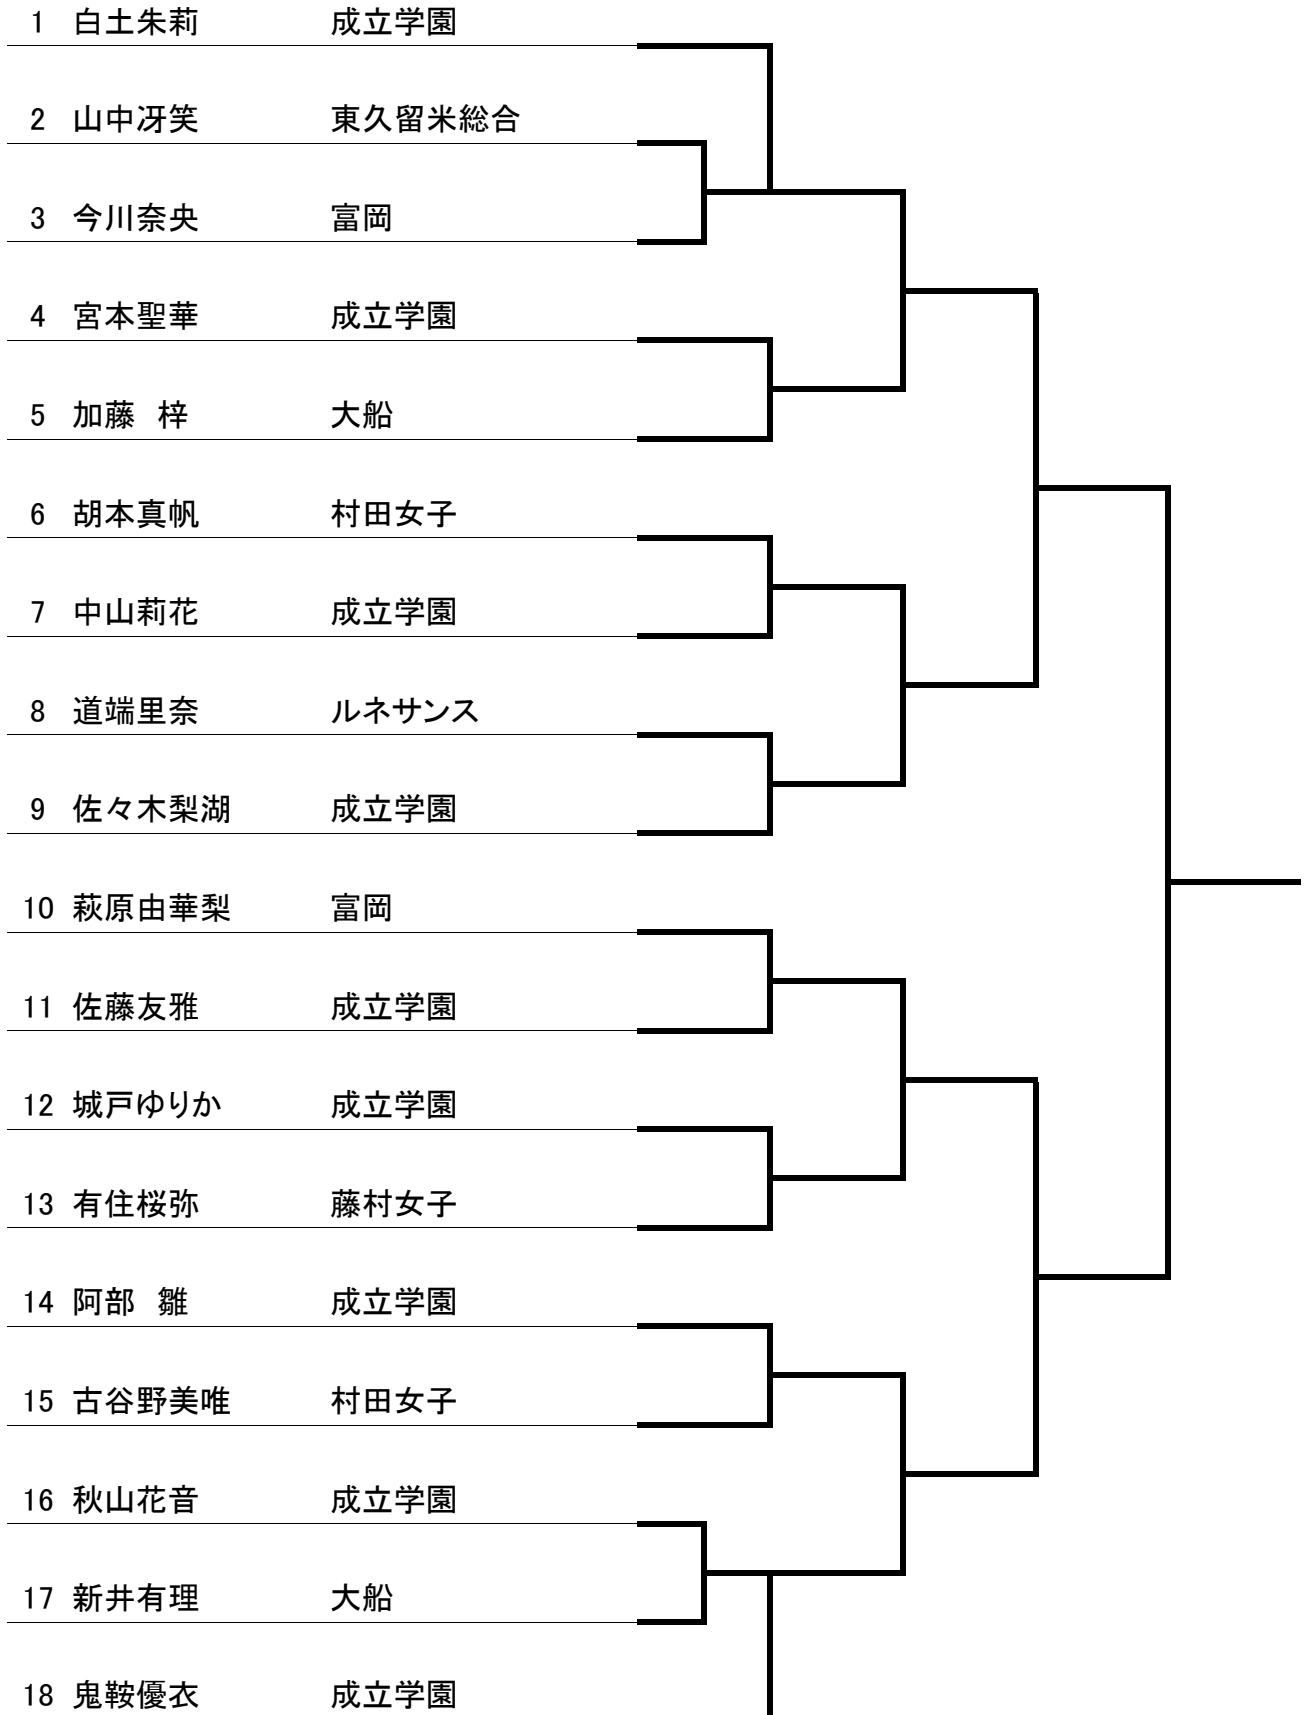 1 白土朱莉 成立学園
2 山中冴笑 東久留米総合
3 今川奈央 富岡
4 宮本聖華 成立学園
5 加藤　梓 大船
6 胡本真帆 村田女子
7 中山莉花 成立学園
8 道端里奈 ルネサンス
9 佐々木梨湖 成立学園
10 萩原由華梨 富岡
11 佐藤友雅 成立学園
12 城戸ゆりか 成立学園
13 有住桜弥 藤村女子
14 阿部　雛 成立学園
15 古谷野美唯 村田女子
16 秋山花音 成立学園
17 新井有理 大船
18 鬼鞍優衣 成立学園